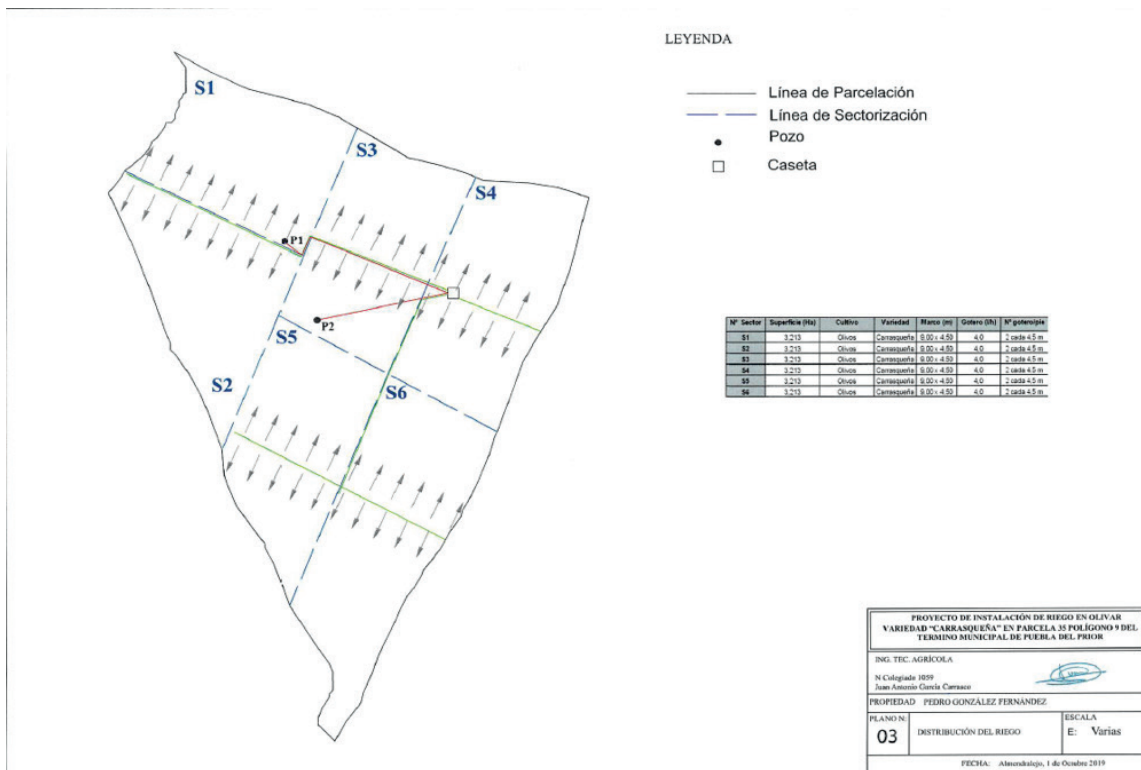 LEYENDA
Línea de Parcelación
Línea de Sectorización
Pozo
Caseta
S1
S3
S4
P1
P2
S5
S2
S6
Nº Sector Superficie (Ha) Cultivo Variedad Marco (m) Gotero (l/h) Nº gotero/pie
S1 3,213 Olivos Carrasqueña 9,00 x 4,50 4,0 2 cada 4,5 m
S2 3,213 Olivos Carrasqueña 9,00 x 4,50 4,0 2 cada 4,5 m
S3 3,213 Olivos Carrasqueña 9,00 x 4,50 4,0 2 cada 4,5 m
S4 3,213 Olivos Carrasqueña 9,00 x 4,50 4,0 2 cada 4,5 m
S5 3,213 Olivos Carrasqueña 9,00 x 4,50 4,0 2 cada 4,5 m
S6 3,213 Olivos Carrasqueña 9,00 x 4,50 4,0 2 cada 4,5 m
PROYECTO DE INSTALACIÓN DE RIEGO EN OLIVAR
VARIEDAD "CARRASQUEÑA" EN PARCELA 35 POLÍGONO 9 DEL
TERMINO MUNICIPAL DE PUEBLA DEL PRIOR
ING. TEC. AGRÍCOLA
N Colegiado 1059
Juan Antonio García Carrasco
PROPIEDAD PEDRO GONZÁLEZ FERNÁNDEZ
PLANO N:
03
DISTRIBUCIÓN DEL RIEGO
ESCALA
E: Varias
FECHA: Almendralejo, 1 de Octubre 2019